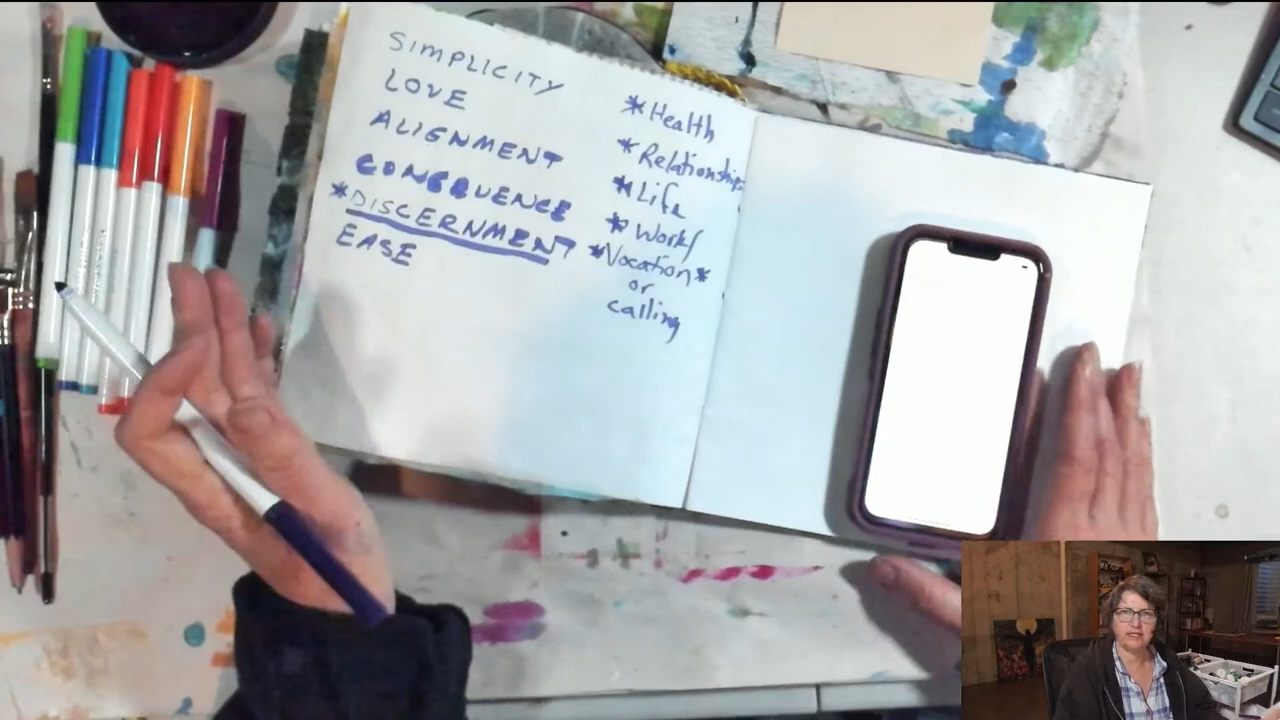 SIMPLICITY
LOVE
ALIGNMENT
CONGRUENCE
*DISCERNMENT
EASE
*Health
*Relationships
*Life
*Work/
*Vocation*
or
calling